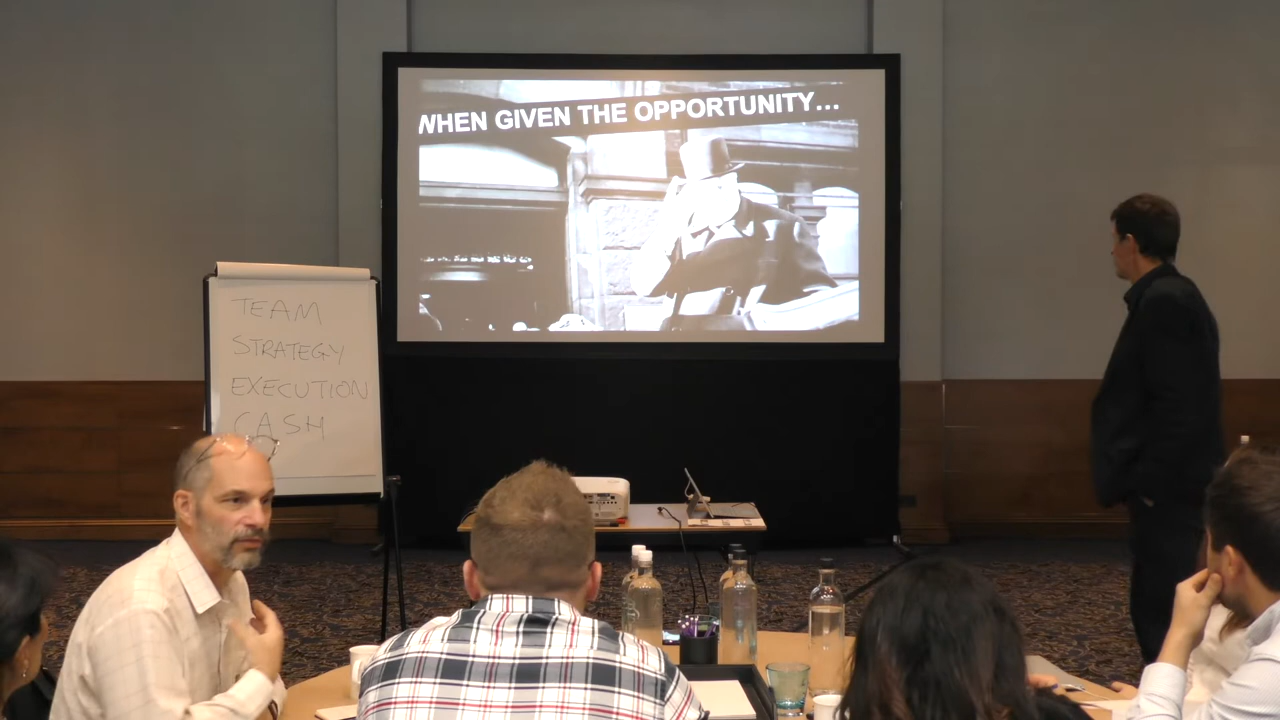 WHEN GIVEN THE OPPORTUNITY...
TEAM
STRATEGY
EXECUTION
CASH